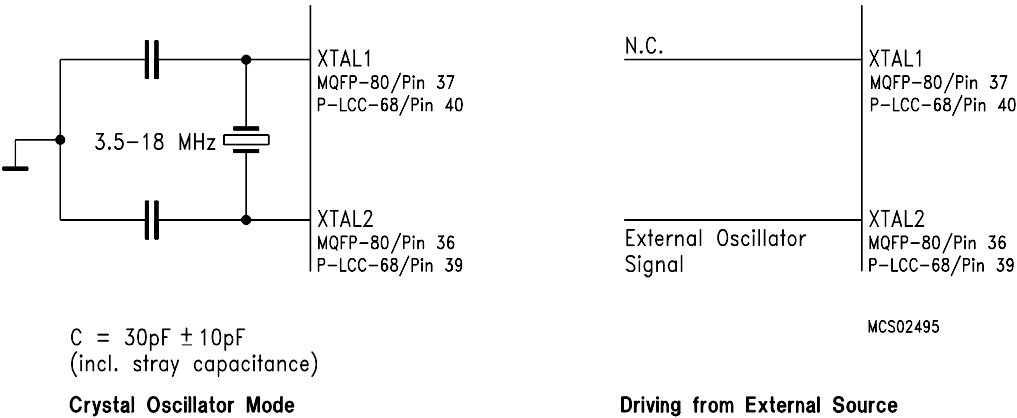 XTAL1
MQFP-80/Pin 37
P-LCC-68/Pin 40
3.5-18 MHz
XTAL2
MQFP-80/Pin 36
P-LCC-68/Pin 39
C = 30pF ± 10pF
(incl. stray capacitance)
Crystal Oscillator Mode
N.C.
XTAL1
MQFP-80/Pin 37
P-LCC-68/Pin 40
External Oscillator
Signal
XTAL2
MQFP-80/Pin 36
P-LCC-68/Pin 39
MCS02495
Driving from External Source